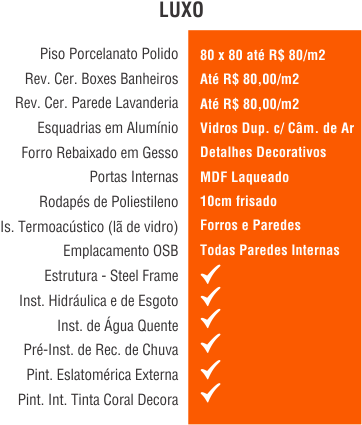 LUXO
Piso Porcelanato Polido 80 x 80 até R$ 80/m2
Rev. Cer. Boxes Banheiros Até R$ 80,00/m2
Rev. Cer. Parede Lavanderia Até R$ 80,00/m2
Esquadrias em Alumínio Vidros Dup. c/ Câm. de Ar
Forro Rebaixado em Gesso Detalhes Decorativos
Portas Internas MDF Laqueado
Rodapés de Poliestileno 10cm frisado
Is. Termoacústico (lã de vidro) Forros e Paredes
Emplacamento OSB Todas Paredes Internas
Estrutura - Steel Frame ✓
Inst. Hidráulica e de Esgoto ✓
Inst. de Água Quente ✓
Pré-Inst. de Rec. de Chuva ✓
Pint. Eslatomérica Externa ✓
Pint. Int. Tinta Coral Decora ✓